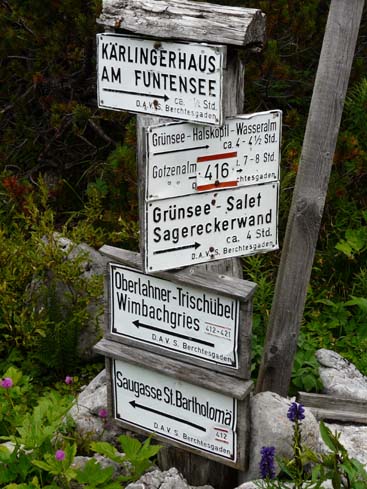 KÄRLINGERHAUS
AM FUNTENSEE
ca. ½ Std.
D.A.V.S. Berchtesgaden
Grünsee-Halsköpfl-Wasseralm
ca. 4-4½ Std.
Gotzenalm 416 7-8 Std.
Grünsee-Salet
Sagereckerwand
ca. 4 Std.
D.A.V.S. Berchtesgaden
Oberlahner-Trischübel
Wimbachgries
412-421
D.A.V.S. Berchtesgaden
Saugasse St.Bartholomä
412
D.A.V.S. Berchtesgaden